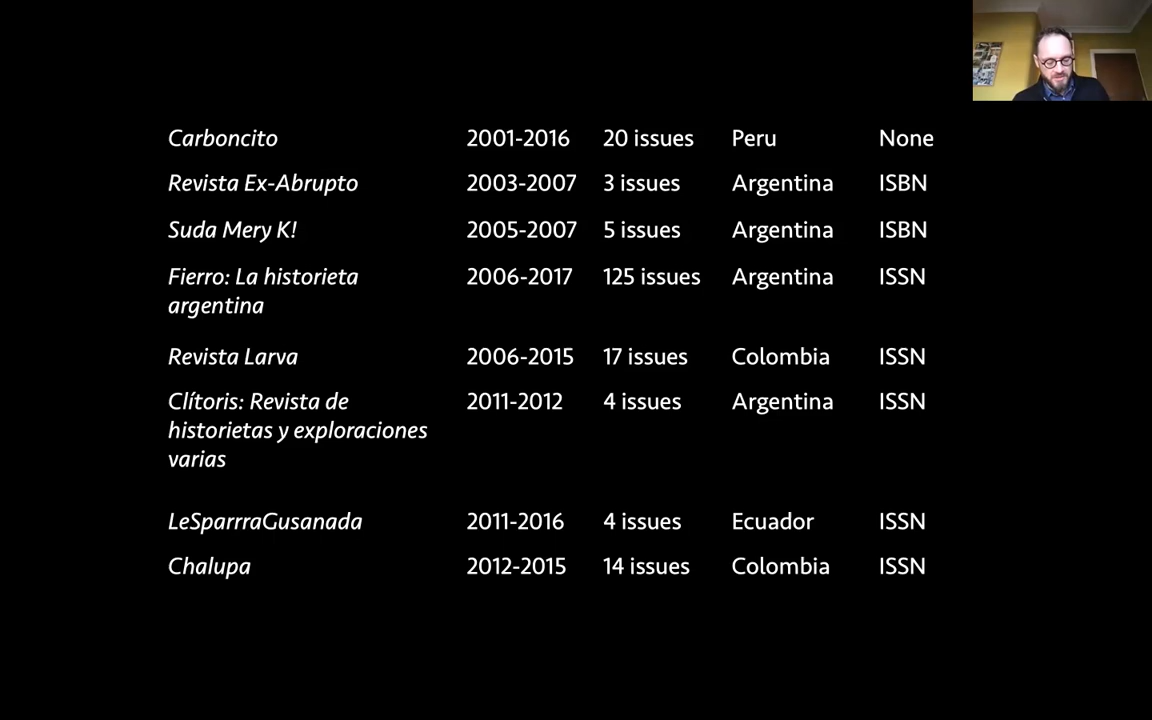 Carboncito 2001-2016 20 issues Peru None
Revista Ex-Abrupto 2003-2007 3 issues Argentina ISBN
Suda Mery K! 2005-2007 5 issues Argentina ISBN
Fierro: La historieta 2006-2017 125 issues Argentina ISSN
argentina
Revista Larva 2006-2015 17 issues Colombia ISSN
Clítoris: Revista de 2011-2012 4 issues Argentina ISSN
historietas y exploraciones
varias
LeSparrraGusanada 2011-2016 4 issues Ecuador ISSN
Chalupa 2012-2015 14 issues Colombia ISSN